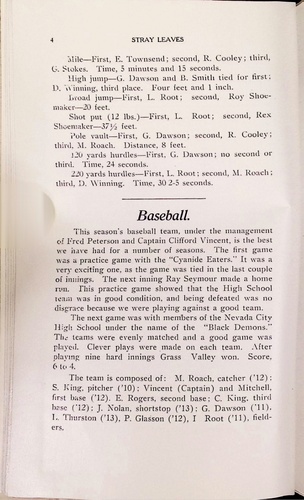 4 STRAY LEAVES
Mile—First, E. Townsend; second, R. Cooley; third,
G. Stokes. Time, 5 minutes and 15 seconds.
High jump—G. Dawson and B. Smith tied for first;
D. Winning, third place. Four feet and 1 inch.
Broad jump—First, L. Root; second, Roy Shoe-
maker—20 feet.
Shot put (12 lbs.)—First, L. Root; second, Rex
Shoemaker—37½ feet.
Pole vault—First, G. Dawson; second, R. Cooley;
third, M. Roach. Distance, 8 feet.
120 yards hurdles—First, G. Dawson; no second or
third. Time, 24 seconds.
220 yards hurdles—First, L. Root; second, M. Roach;
third, D. Winning. Time, 30 2-5 seconds.
Baseball.
This season's baseball team, under the management
of Fred Peterson and Captain Clifford Vincent, is the best
we have had for a number of seasons. The first game
was a practice game with the "Cyanide Eaters." It was a
very exciting one, as the game was tied in the last couple
of innings. The next inning Ray Seymour made a home
run. This practice game showed that the High School
team was in good condition, and being defeated was no
disgrace because we were playing against a good team.
The next game was with members of the Nevada City
High School under the name of the "Black Demons."
The teams were evenly matched and a good game was
played. Clever plays were made on each team. After
playing nine hard innings Grass Valley won. Score,
6 to 4.
The team is composed of: M. Roach, catcher ('12);
S. King, pitcher ('10); Vincent (Captain) and Mitchell,
first base ('12). E. Rogers, second base; C. King, third
base ('12); J. Nolan, shortstop ('13); G. Dawson ('11),
L. Thurston ('13), P. Glasson ('12), I Root ('11), field-
ers.